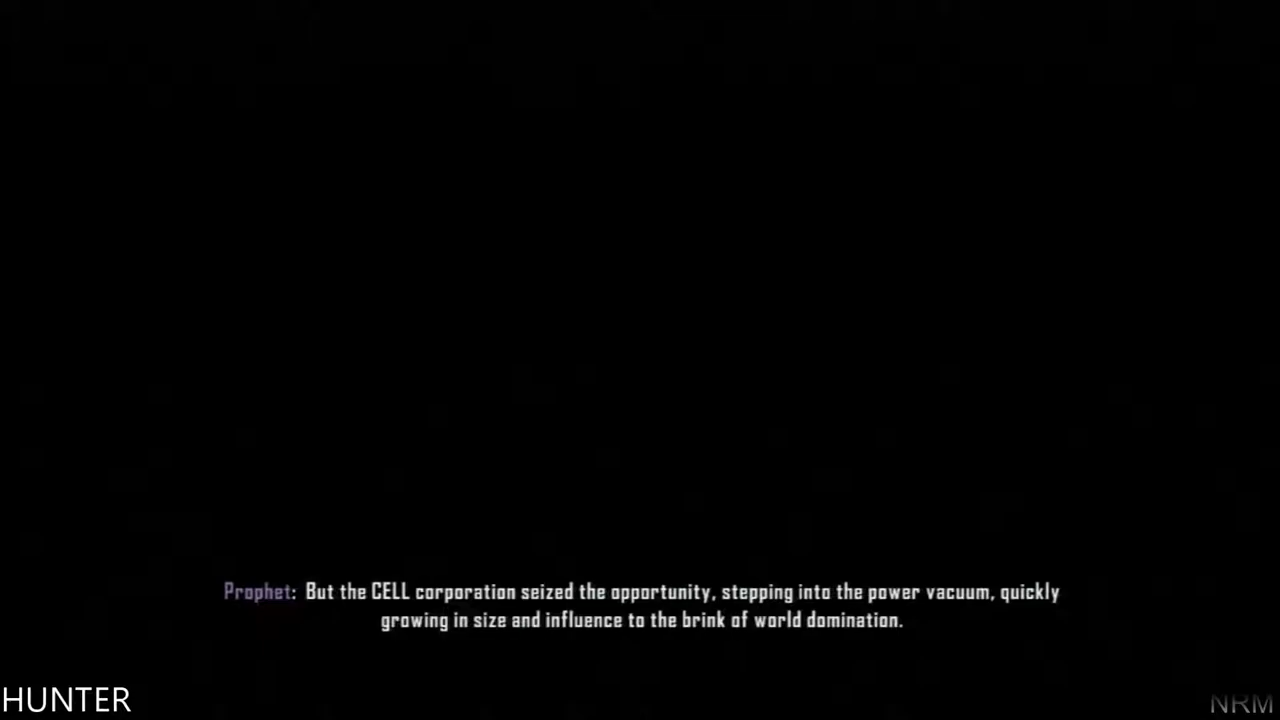 Prophet: But the CELL corporation seized the opportunity, stepping into the power vacuum, quickly
growing in size and influence to the brink of world domination.
HUNTER
NRM